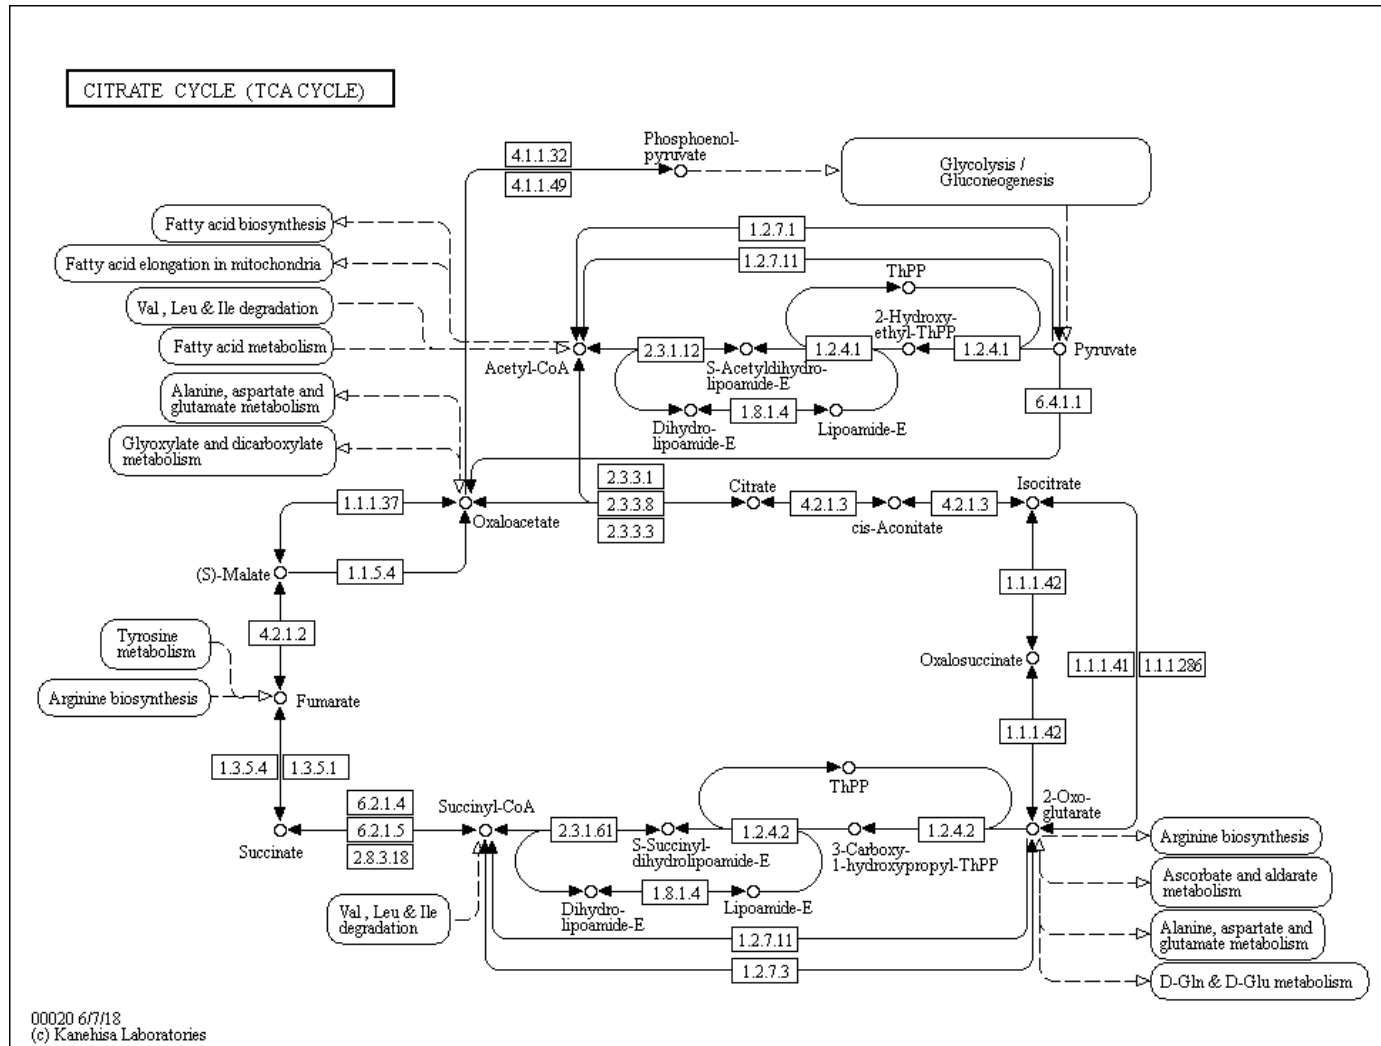 CITRATE CYCLE (TCA CYCLE)
Phosphoenol-
pyruvate
4.1.1.32
4.1.1.49
Glycolysis /
Gluconeogenesis
Fatty acid biosynthesis
Fatty acid elongation in mitochondria
Val , Leu & Ile degradation
Fatty acid metabolism
Alanine, aspartate and
glutamate metabolism
Glyoxylate and dicarboxylate
metabolism
1.2.7.1
1.2.7.11
ThPP
2-Hydroxy-
ethyl-ThPP
Acetyl-CoA
2.3.1.12
S-Acetyldihydro-
lipoamide-E
1.2.4.1
1.2.4.1
Pyruvate
Dihydro-
lipoamide-E
1.8.1.4
Lipoamide-E
6.4.1.1
1.1.1.37
Oxaloacetate
2.3.3.1
2.3.3.8
2.3.3.3
Citrate
4.2.1.3
cis-Aconitate
4.2.1.3
Isocitrate
(S)-Malate
1.1.5.4
1.1.1.42
4.2.1.2
Tyrosine
metabolism
Arginine biosynthesis
Fumarate
Oxalosuccinate
1.1.1.41
1.1.1.286
1.1.1.42
1.3.5.4
1.3.5.1
ThPP
Succinate
6.2.1.4
6.2.1.5
2.8.3.18
Succinyl-CoA
2.3.1.61
S-Succinyl-
dihydrolipoamide-E
1.2.4.2
3-Carboxy-
1-hydroxypropyl-ThPP
1.2.4.2
2-Oxo-
glutarate
Dihydro-
lipoamide-E
1.8.1.4
Lipoamide-E
Val , Leu & Ile
degradation
1.2.7.11
1.2.7.3
Arginine biosynthesis
Ascorbate and aldarate
metabolism
Alanine, aspartate and
glutamate metabolism
D-Gln & D-Glu metabolism
00020 6/7/18
(c) Kanehisa Laboratories